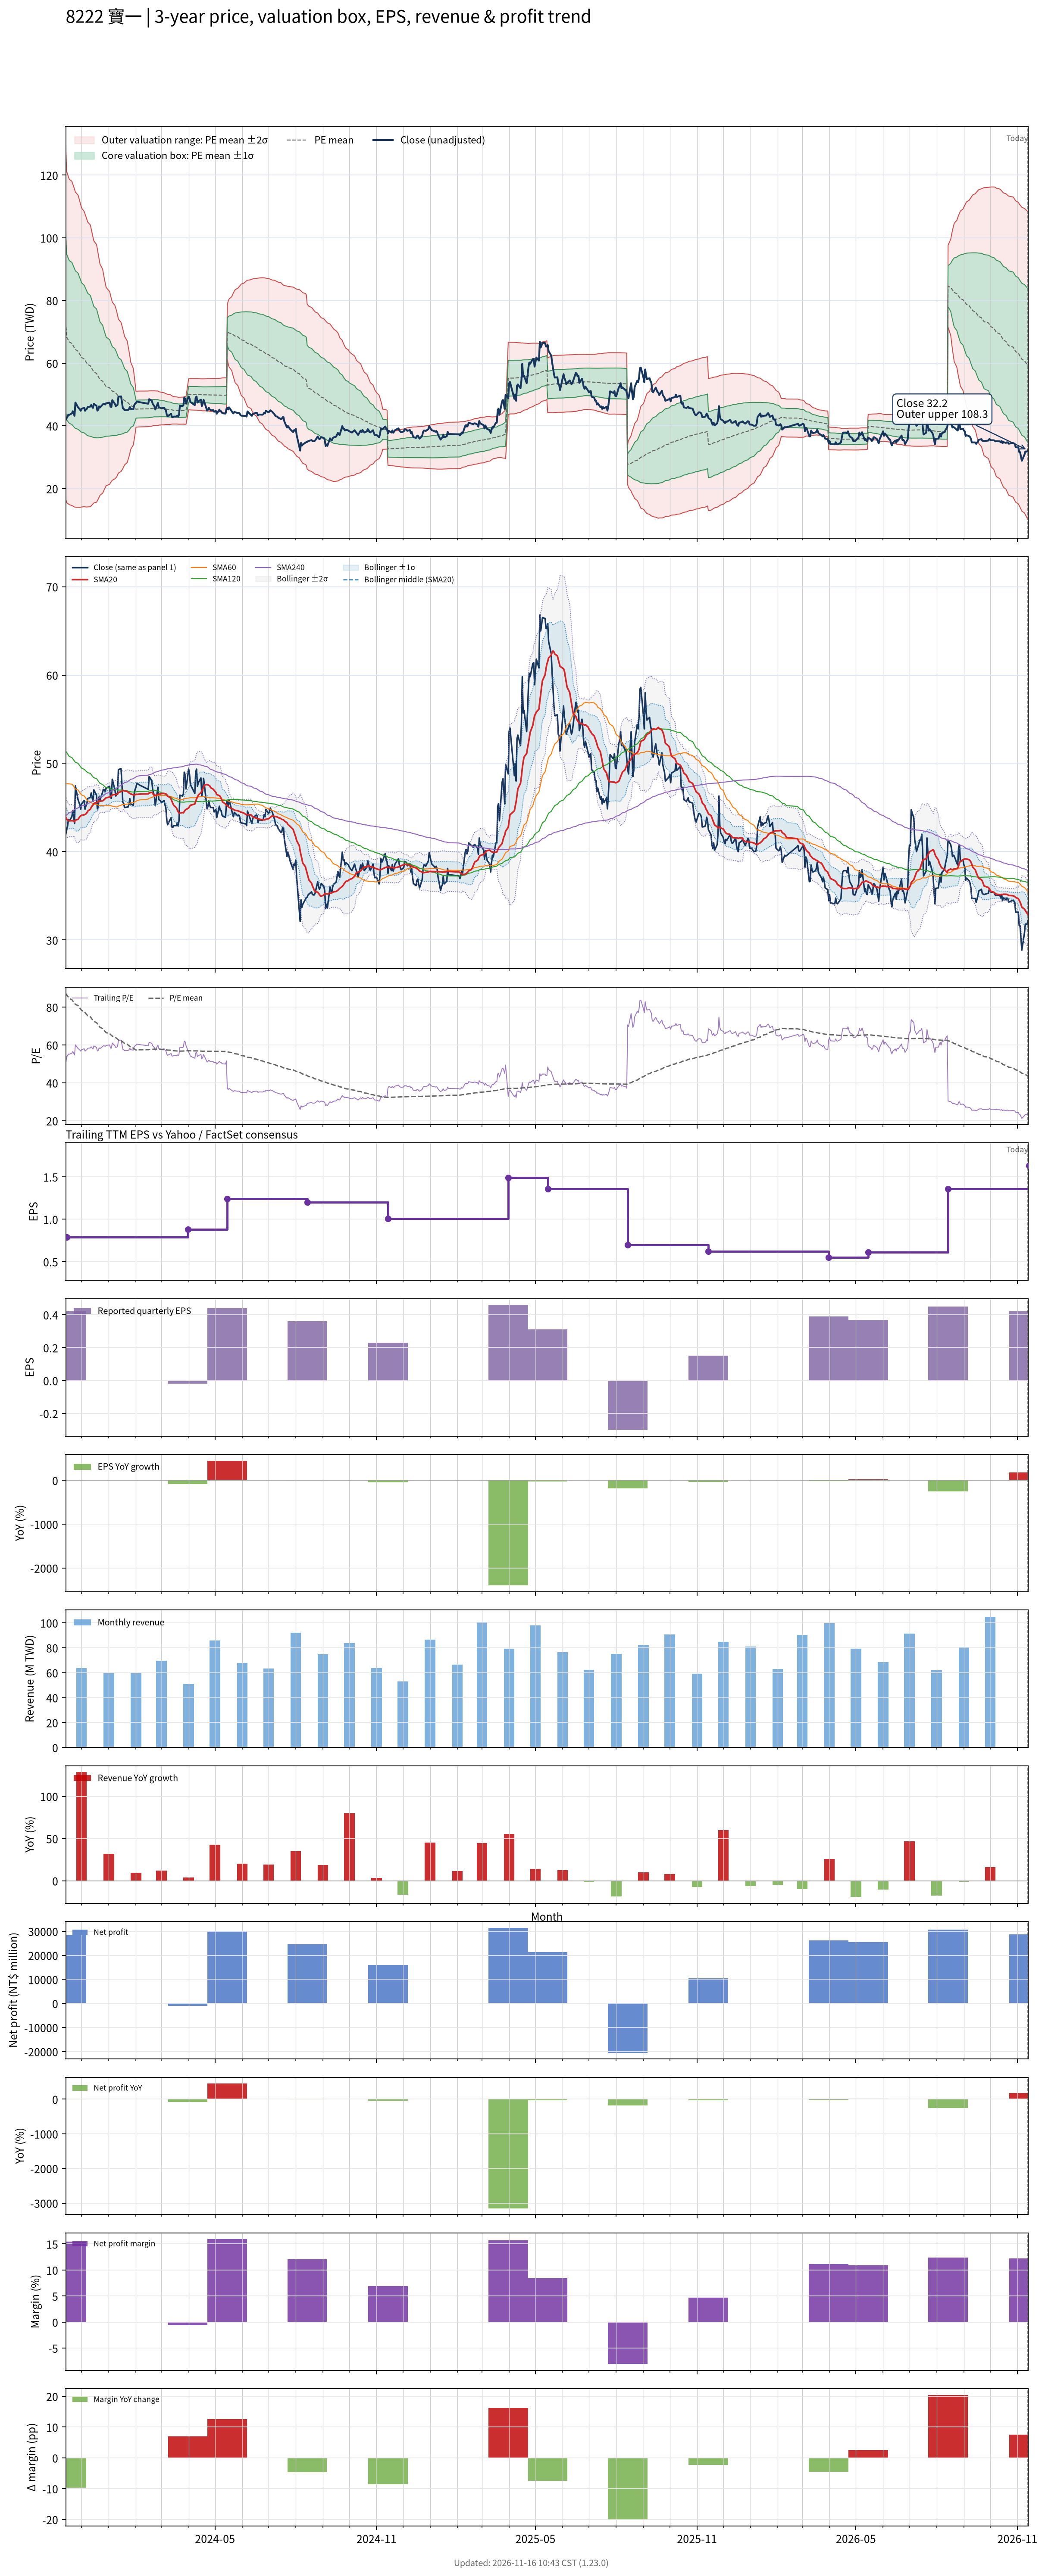 8222 寶一 | 3-year price, valuation box, EPS, revenue & profit trend
Outer valuation range: PE mean ±2σ
Core valuation box: PE mean ±1σ
PE mean
Close (unadjusted)
Today
Price (TWD)
120
100
80
60
40
20
Close 32.2
Outer upper 108.3
Close (same as panel 1)
SMA20
SMA60
SMA120
SMA240
Bollinger ±2σ
Bollinger ±1σ
Bollinger middle (SMA20)
Price
70
60
50
40
30
Trailing P/E
P/E mean
P/E
80
60
40
20
Trailing TTM EPS vs Yahoo / FactSet consensus
Today
EPS
1.5
1.0
0.5
Reported quarterly EPS
EPS
0.4
0.2
0.0
-0.2
EPS YoY growth
YoY (%)
0
-1000
-2000
Monthly revenue
Revenue (M TWD)
100
80
60
40
20
0
Revenue YoY growth
YoY (%)
100
50
0
Month
Net profit
Net profit (NT$ million)
30000
20000
10000
0
-10000
-20000
Net profit YoY
YoY (%)
0
-1000
-2000
-3000
Net profit margin
Margin (%)
15
10
5
0
-5
Margin YoY change
Δ margin (pp)
20
10
0
-10
-20
2024-05
2024-11
2025-05
2025-11
2026-05
2026-11
Updated: 2026-11-16 10:43 CST (1.23.0)